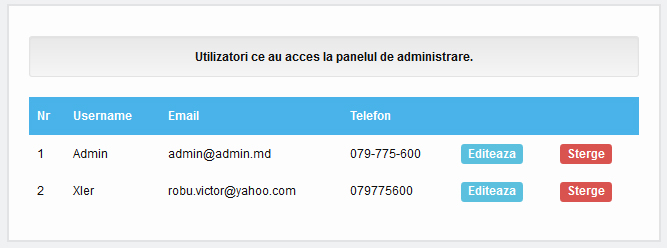 Utilizatori ce au acces la panelul de administrare.
Nr Username Email Telefon
1 Admin admin@admin.md 079-775-600 Editeaza Sterge
2 Xler robu.victor@yahoo.com 079775600 Editeaza Sterge